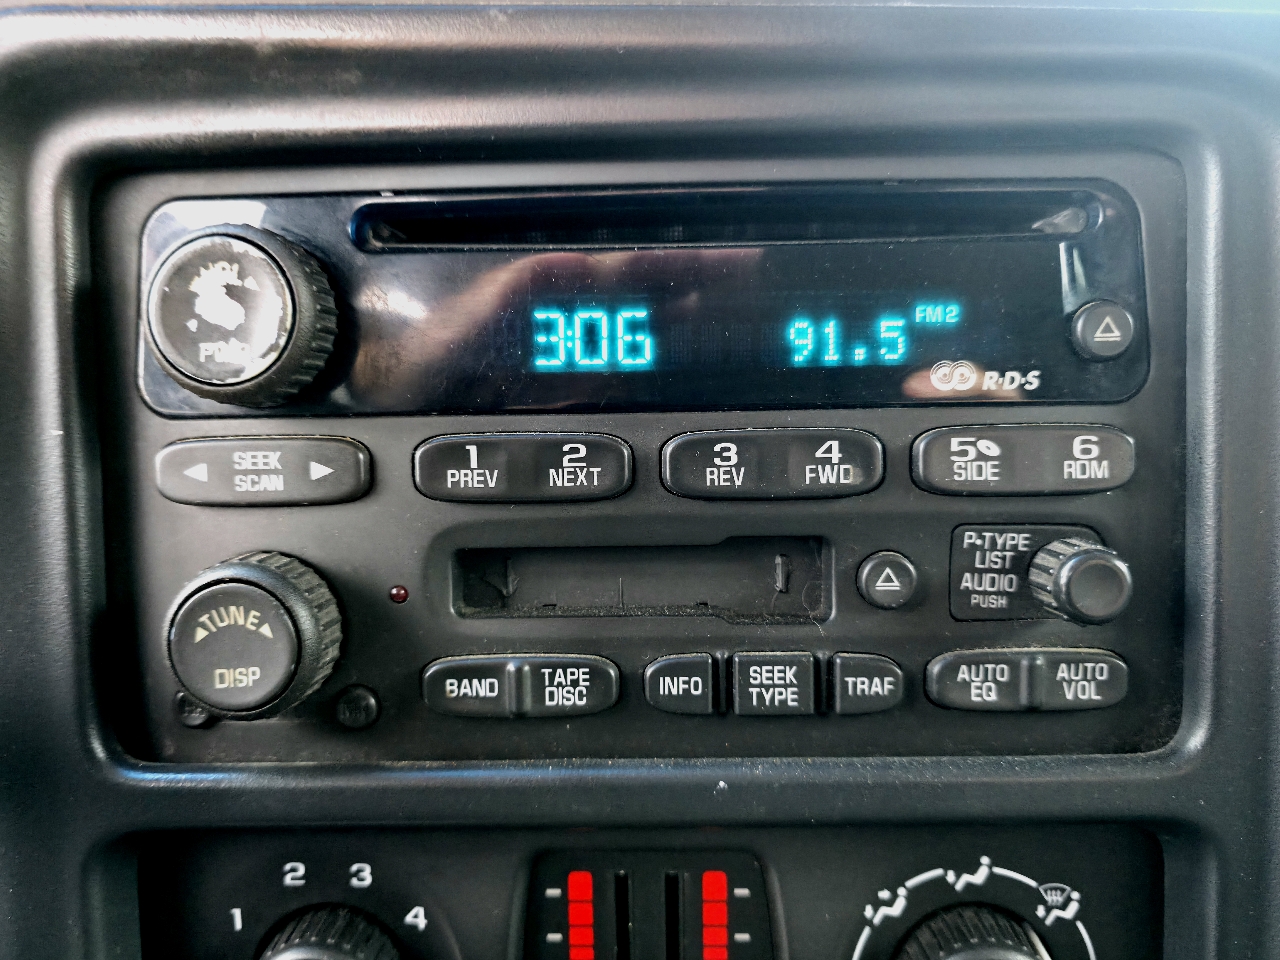 3:06
91.5
FM2
R·D·S
SEEK
SCAN
1
PREV
2
NEXT
3
REV
4
FWD
5
SIDE
6
RDM
P·TYPE
LIST
AUDIO
PUSH
TUNE
DISP
BAND
TAPE
DISC
INFO
SEEK
TYPE
TRAF
AUTO
EQ
AUTO
VOL
1
2
3
4